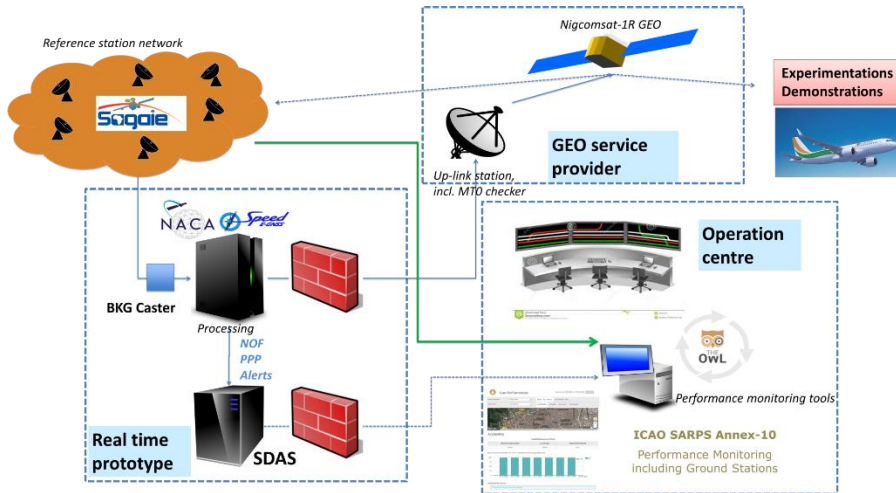 Reference station network
Sagaie
Nigcomsat-1R GEO
Experimentations
Demonstrations
GEO service
provider
Up-link station,
incl. MT0 checker
NACA
Speed
E-GNSS
BKG Caster
Processing
NOF
PPP
Alerts
Real time
prototype
SDAS
Operation
centre
THE
OWL
Performance monitoring tools
ICAO SARPS Annex-10
Performance Monitoring
including Ground Stations